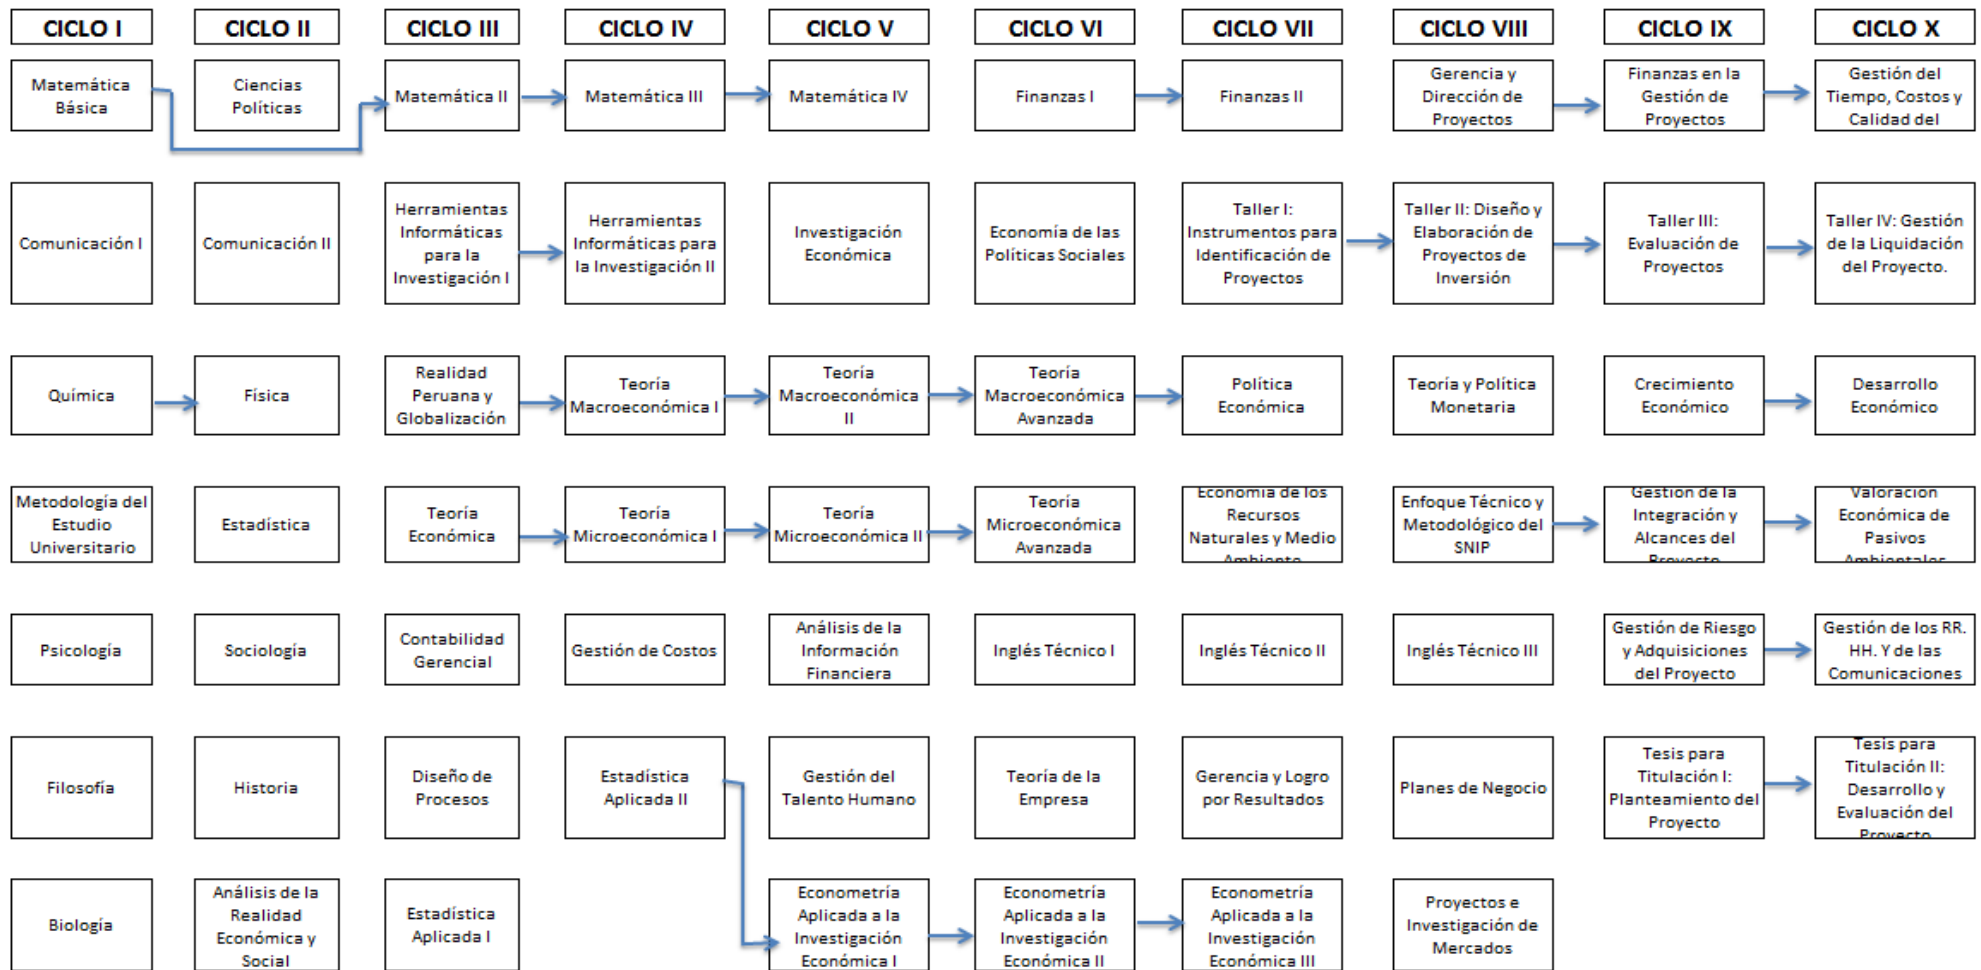 CICLO I
CICLO II
CICLO III
CICLO IV
CICLO V
CICLO VI
CICLO VII
CICLO VIII
CICLO IX
CICLO X
Matemática
Básica
Ciencias
Políticas
Matemática II
Matemática III
Matemática IV
Finanzas I
Finanzas II
Gerencia y
Dirección de
Proyectos
Finanzas en la
Gestión de
Proyectos
Gestión del
Tiempo, Costos y
Calidad del
Comunicación I
Comunicación II
Herramientas
Informáticas
para la
Investigación I
Herramientas
Informáticas para
la Investigación II
Investigación
Económica
Economía de las
Políticas Sociales
Taller I:
Instrumentos para
Identificación de
Proyectos
Taller II: Diseño y
Elaboración de
Proyectos de
Inversión
Taller III:
Evaluación de
Proyectos
Taller IV: Gestión
de la Liquidación
del Proyecto.
Química
Física
Realidad
Peruana y
Globalización
Teoría
Macroeconómica I
Teoría
Macroeconómica
II
Teoría
Macroeconómica
Avanzada
Política
Económica
Teoría y Política
Monetaria
Crecimiento
Económico
Desarrollo
Económico
Metodología del
Estudio
Universitario
Estadística
Teoría
Económica
Teoría
Microeconómica I
Teoría
Microeconómica II
Teoría
Microeconómica
Avanzada
Economía de los
Recursos
Naturales y Medio
Ambiente
Enfoque Técnico y
Metodológico del
SNIP
Gestión de la
Integración y
Alcances del
Proyecto
Valoración
Económica de
Pasivos
Ambientales
Psicología
Sociología
Contabilidad
Gerencial
Gestión de Costos
Análisis de la
Información
Financiera
Inglés Técnico I
Inglés Técnico II
Inglés Técnico III
Gestión de Riesgo
y Adquisiciones
del Proyecto
Gestión de los RR.
HH. Y de las
Comunicaciones
Filosofía
Historia
Diseño de
Procesos
Estadística
Aplicada II
Gestión del
Talento Humano
Teoría de la
Empresa
Gerencia y Logro
por Resultados
Planes de Negocio
Tesis para
Titulación I:
Planteamiento del
Proyecto
Tesis para
Titulación II:
Desarrollo y
Evaluación del
Proyecto
Biología
Análisis de la
Realidad
Económica y
Social
Estadística
Aplicada I
Econometría
Aplicada a la
Investigación
Económica I
Econometría
Aplicada a la
Investigación
Económica II
Econometría
Aplicada a la
Investigación
Económica III
Proyectos e
Investigación de
Mercados